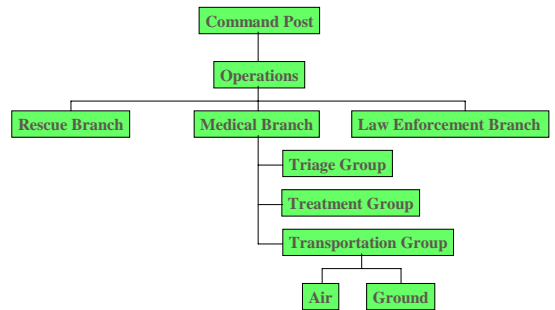 Command Post
Operations
Rescue Branch
Medical Branch
Law Enforcement Branch
Triage Group
Treatment Group
Transportation Group
Air
Ground